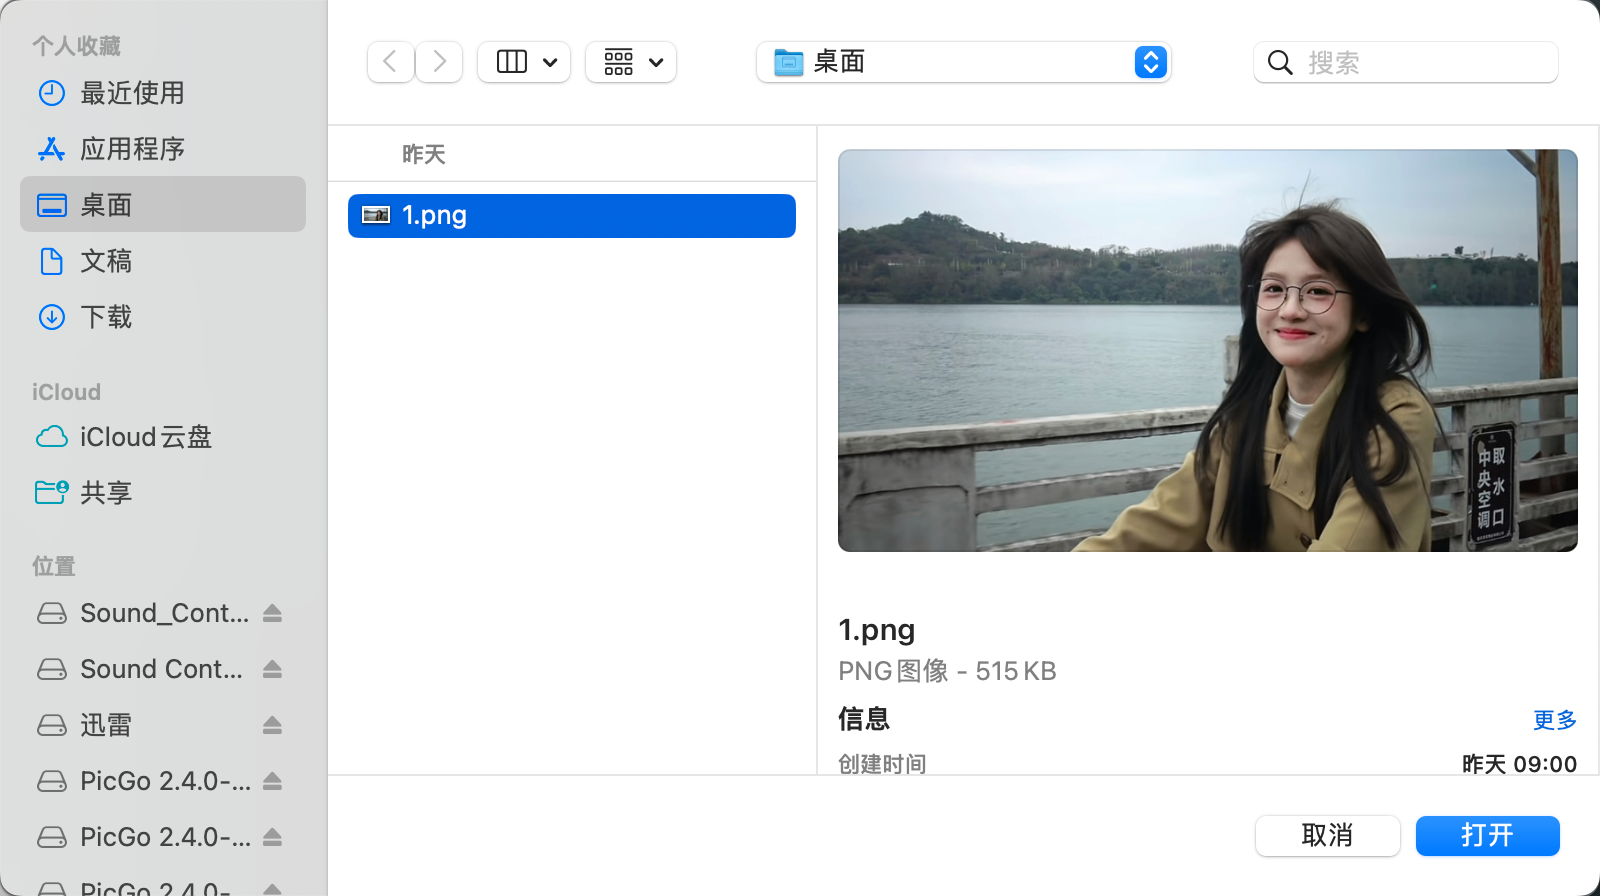 个人收藏
最近使用
应用程序
桌面
文稿
下载
iCloud
iCloud云盘
共享
位置
Sound_Cont...
Sound Cont...
迅雷
PicGo 2.4.0-...
PicGo 2.4.0-...
PicGo 2.4.0-...
桌面
搜索
昨天
1.png
取水口
中央空调
1.png
PNG图像 - 515 KB
信息
更多
创建时间
昨天 09:00
取消
打开